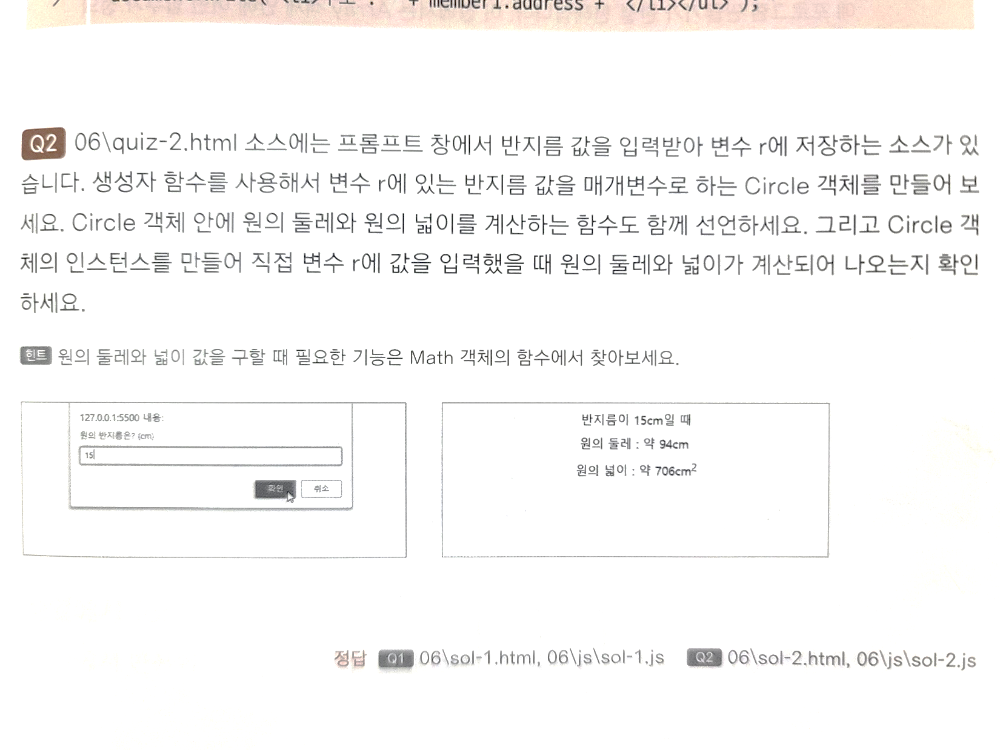 + member1.address + "</li></ul>");
Q2 06\quiz-2.html 소스에는 프롬프트 창에서 반지름 값을 입력받아 변수 r에 저장하는 소스가 있
습니다. 생성자 함수를 사용해서 변수 r에 있는 반지름 값을 매개변수로 하는 Circle 객체를 만들어 보
세요. Circle 객체 안에 원의 둘레와 원의 넓이를 계산하는 함수도 함께 선언하세요. 그리고 Circle 객
체의 인스턴스를 만들어 직접 변수 r에 값을 입력했을 때 원의 둘레와 넓이가 계산되어 나오는지 확인
하세요.
힌트 원의 둘레와 넓이 값을 구할 때 필요한 기능은 Math 객체의 함수에서 찾아보세요.
127.0.0.1:5500 내용:
원의 반지름은? (cm)
15
확인 취소
반지름이 15cm일 때
원의 둘레 : 약 94cm
원의 넓이 : 약 706cm²
정답 Q1 06\sol-1.html, 06\js\sol-1.js Q2 06\sol-2.html, 06\js\sol-2.js